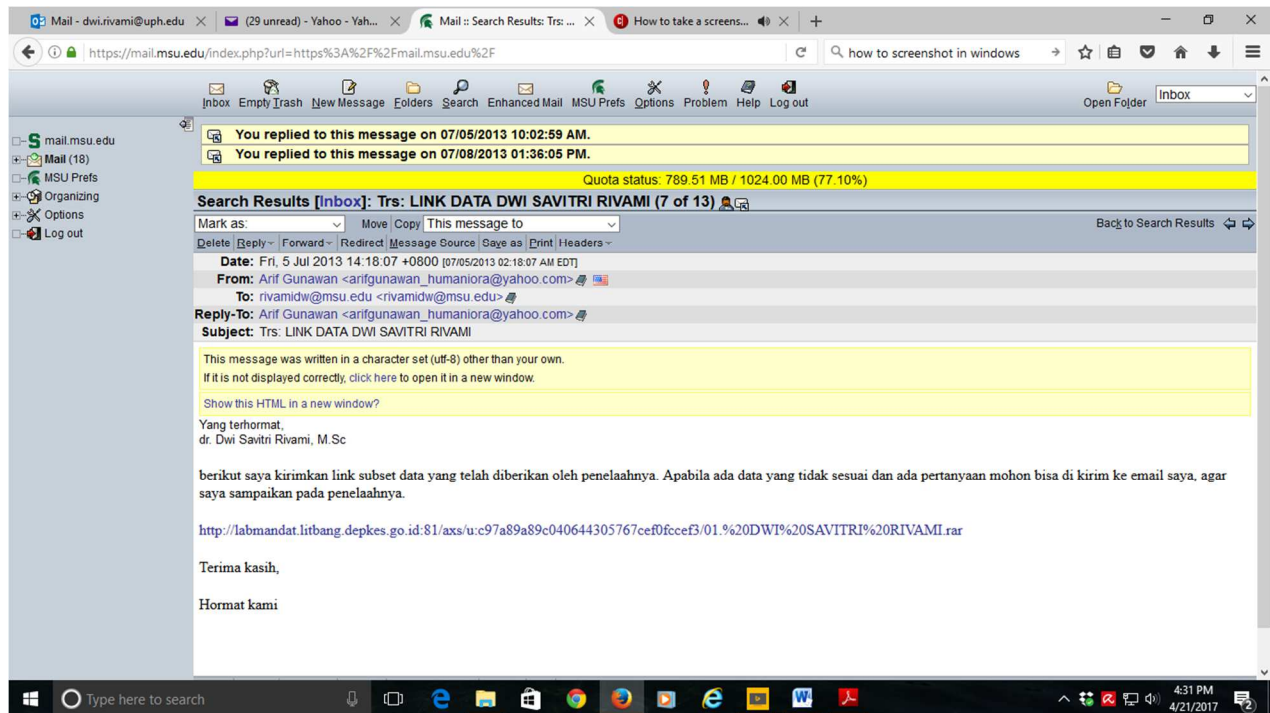 Mail - dwi.rivami@uph.edu
(29 unread) - Yahoo - Yah...
Mail :: Search Results: Trs: ...
How to take a screens...
https://mail.msu.edu/index.php?url=https%3A%2F%2Fmail.msu.edu%2F
how to screenshot in windows
Inbox Empty Trash New Message Folders Search Enhanced Mail MSU Prefs Options Problem Help Log out
Open Folder Inbox
mail.msu.edu
Mail (18)
MSU Prefs
Organizing
Options
Log out
You replied to this message on 07/05/2013 10:02:59 AM.
You replied to this message on 07/08/2013 01:36:05 PM.
Quota status: 789.51 MB / 1024.00 MB (77.10%)
Search Results [Inbox]: Trs: LINK DATA DWI SAVITRI RIVAMI (7 of 13)
Mark as: Move Copy This message to Back to Search Results
Delete Reply Forward Redirect Message Source Save as Print Headers
Date: Fri, 5 Jul 2013 14:18:07 +0800 [07/05/2013 02:18:07 AM EDT]
From: Arif Gunawan <arifgunawan_humaniora@yahoo.com>
To: rivamidw@msu.edu <rivamidw@msu.edu>
Reply-To: Arif Gunawan <arifgunawan_humaniora@yahoo.com>
Subject: Trs: LINK DATA DWI SAVITRI RIVAMI
This message was written in a character set (utf-8) other than your own.
If it is not displayed correctly, click here to open it in a new window.
Show this HTML in a new window?
Yang terhormat,
dr. Dwi Savitri Rivami, M.Sc
berikut saya kirimkan link subset data yang telah diberikan oleh penelaahnya. Apabila ada data yang tidak sesuai dan ada pertanyaan mohon bisa di kirim ke email saya, agar
saya sampaikan pada penelaahnya.
http://labmandat.litbang.depkes.go.id:81/axs/u:c97a89a89c040644305767cef0fccef3/01.%20DWI%20SAVITRI%20RIVAMI.rar
Terima kasih,
Hormat kami
Type here to search
4:31 PM
4/21/2017
2